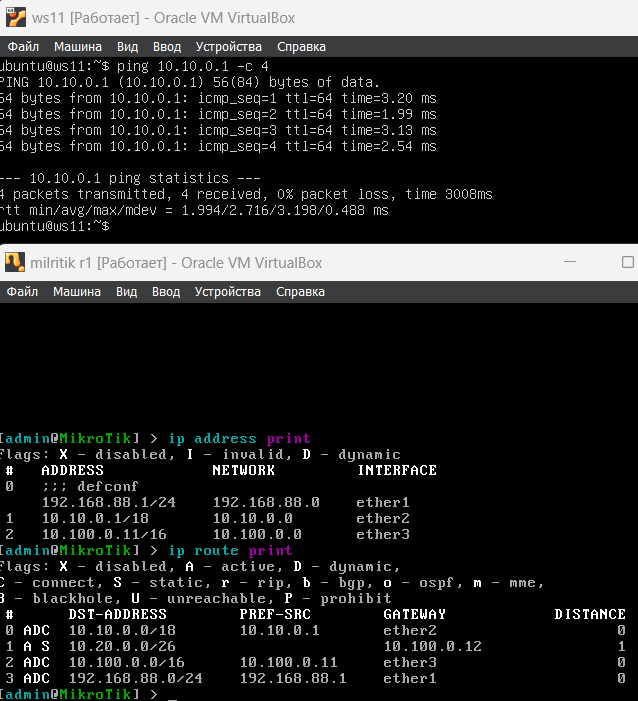 ws11 [Работает] - Oracle VM VirtualBox
Файл Машина Вид Ввод Устройства Справка
ubuntu@ws11:~$ ping 10.10.0.1 -c 4
PING 10.10.0.1 (10.10.0.1) 56(84) bytes of data.
64 bytes from 10.10.0.1: icmp_seq=1 ttl=64 time=3.20 ms
64 bytes from 10.10.0.1: icmp_seq=2 ttl=64 time=1.99 ms
64 bytes from 10.10.0.1: icmp_seq=3 ttl=64 time=3.13 ms
64 bytes from 10.10.0.1: icmp_seq=4 ttl=64 time=2.54 ms
--- 10.10.0.1 ping statistics ---
4 packets transmitted, 4 received, 0% packet loss, time 3008ms
rtt min/avg/max/mdev = 1.994/2.716/3.198/0.488 ms
ubuntu@ws11:~$
milritik r1 [Работает] - Oracle VM VirtualBox
Файл Машина Вид Ввод Устройства Справка
[admin@MikroTik] > ip address print
Flags: X - disabled, I - invalid, D - dynamic
# ADDRESS NETWORK INTERFACE
0 ;;; defconf
192.168.88.1/24 192.168.88.0 ether1
1 10.10.0.1/18 10.10.0.0 ether2
2 10.100.0.11/16 10.100.0.0 ether3
[admin@MikroTik] > ip route print
Flags: X - disabled, A - active, D - dynamic,
C - connect, S - static, r - rip, b - bgp, o - ospf, m - mme,
B - blackhole, U - unreachable, P - prohibit
# DST-ADDRESS PREF-SRC GATEWAY DISTANCE
0 ADC 10.10.0.0/18 10.10.0.1 ether2 0
1 A S 10.20.0.0/26 10.100.0.12 1
2 ADC 10.100.0.0/16 10.100.0.11 ether3 0
3 ADC 192.168.88.0/24 192.168.88.1 ether1 0
[admin@MikroTik] > _